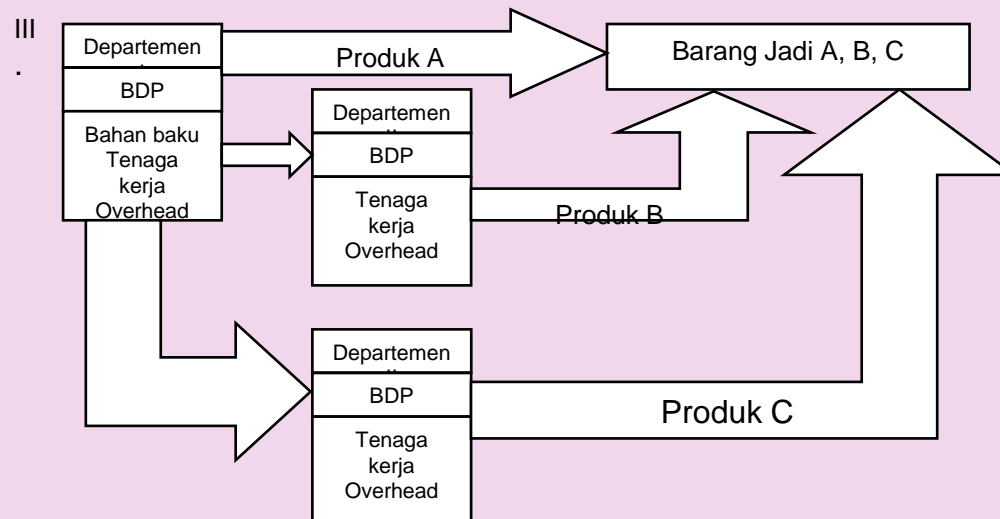 III
.
Departemen
BDP
Bahan baku
Tenaga
kerja
Overhead
Produk A
Barang Jadi A, B, C
Departemen
BDP
Tenaga
kerja
Overhead
Produk B
Departemen
BDP
Tenaga
kerja
Overhead
Produk C